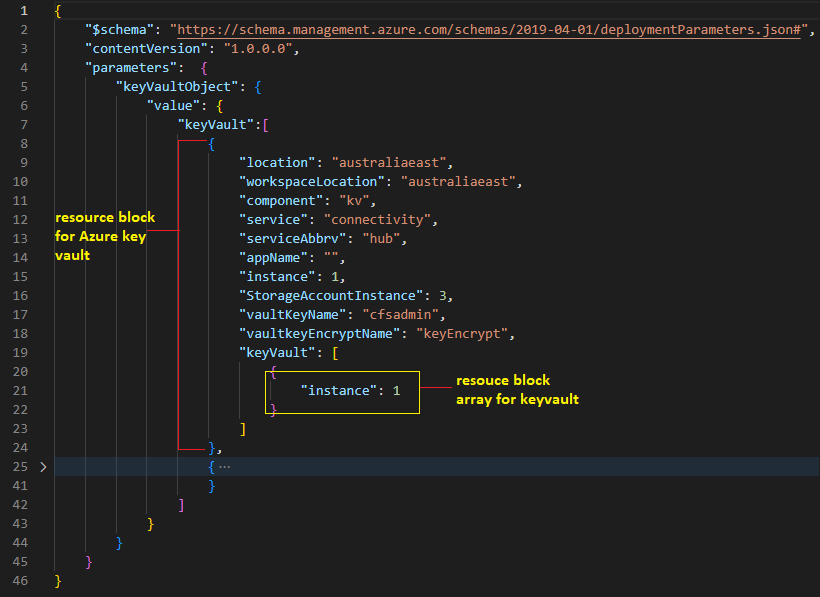 1 {
2 "$schema": "https://schema.management.azure.com/schemas/2019-04-01/deploymentParameters.json#",
3 "contentVersion": "1.0.0.0",
4 "parameters": {
5 "keyVaultObject": {
6 "value": {
7 "keyVault":[
8 {
9 "location": "australiaeast",
10 "workspaceLocation": "australiaeast",
11 "component": "kv",
12 "service": "connectivity",
13 "serviceAbbrv": "hub",
14 "appName": "",
15 "instance": 1,
16 "StorageAccountInstance": 3,
17 "vaultKeyName": "cfsadmin",
18 "vaultkeyEncryptName": "keyEncrypt",
19 "keyVault": [
20 {
21 "instance": 1
22 }
23 ]
24 },
25 { ···
41 }
42 ]
43 }
44 }
45 }
46 }
resource block
for Azure key
vault
resouce block
array for keyvault